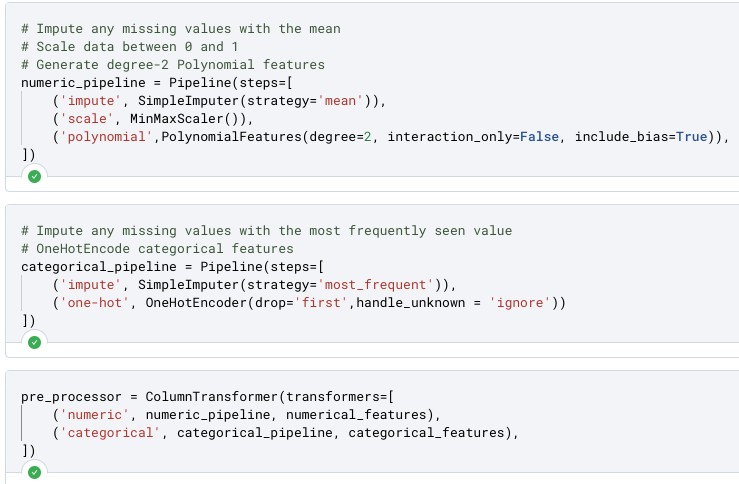 # Impute any missing values with the mean
# Scale data between 0 and 1
# Generate degree-2 Polynomial features
numeric_pipeline = Pipeline(steps=[
    ('impute', SimpleImputer(strategy='mean')),
    ('scale', MinMaxScaler()),
    ('polynomial',PolynomialFeatures(degree=2, interaction_only=False, include_bias=True)),
])
# Impute any missing values with the most frequently seen value
# OneHotEncode categorical features
categorical_pipeline = Pipeline(steps=[
    ('impute', SimpleImputer(strategy='most_frequent')),
    ('one-hot', OneHotEncoder(drop='first',handle_unknown = 'ignore'))
])
pre_processor = ColumnTransformer(transformers=[
    ('numeric', numeric_pipeline, numerical_features),
    ('categorical', categorical_pipeline, categorical_features),
])